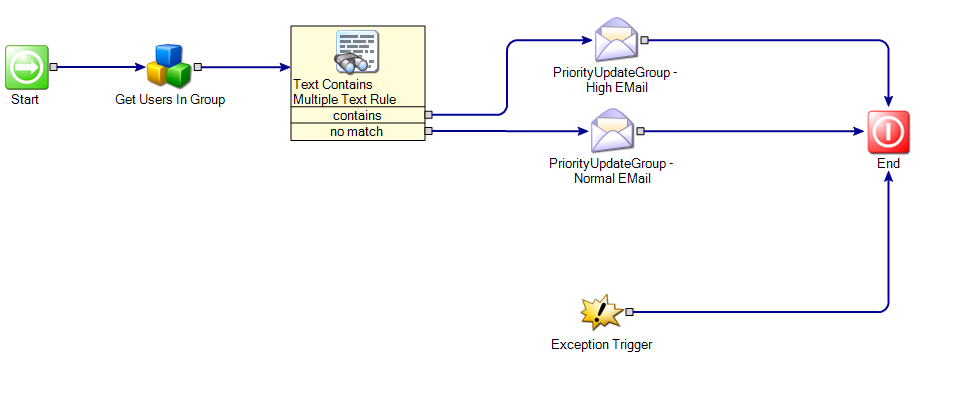 Start
Get Users In Group
Text Contains
Multiple Text Rule
contains
no match
PriorityUpdateGroup -
High EMail
PriorityUpdateGroup -
Normal EMail
End
Exception Trigger